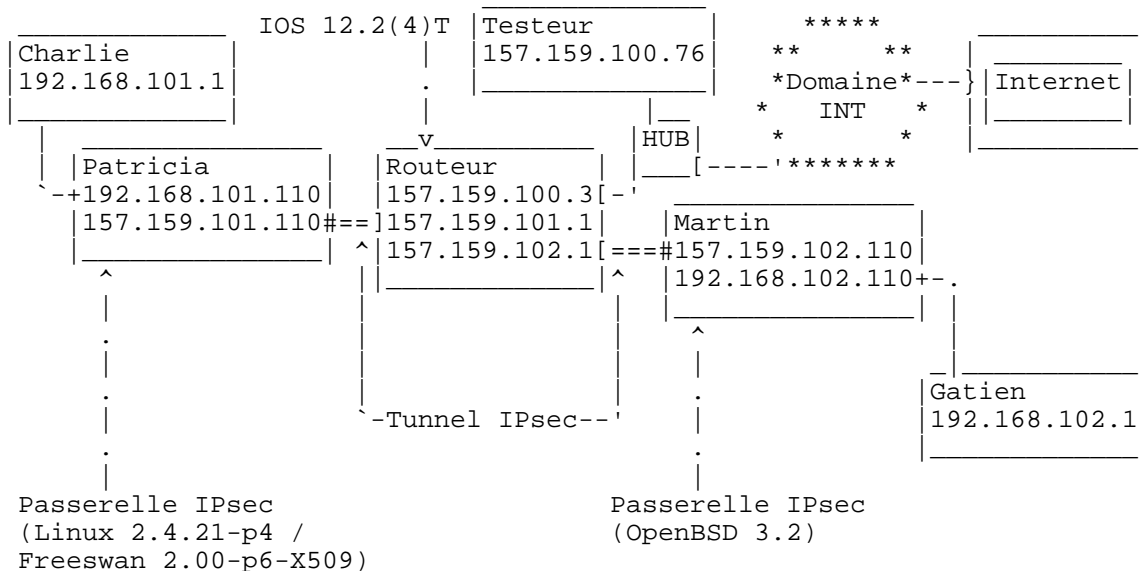 IOS 12.2(4)T
Testeur
157.159.100.76
Charlie
192.168.101.1
Domaine
INT
Internet
HUB
Patricia
192.168.101.110
157.159.101.110
Routeur
157.159.100.3
157.159.101.1
157.159.102.1
Martin
157.159.102.110
192.168.102.110
Gatien
192.168.102.1
Tunnel IPsec
Passerelle IPsec
(Linux 2.4.21-p4 /
Freeswan 2.00-p6-X509)
Passerelle IPsec
(OpenBSD 3.2)